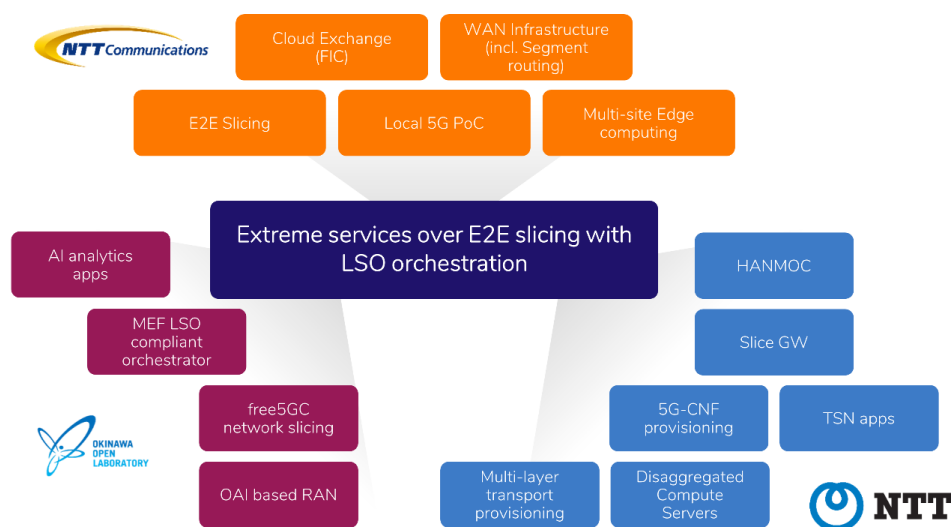 NTT Communications
Cloud Exchange
(FIC)
WAN Infrastructure
(incl. Segment
routing)
E2E Slicing
Local 5G PoC
Multi-site Edge
computing
Extreme services over E2E slicing with
LSO orchestration
AI analytics
apps
MEF LSO
compliant
orchestrator
free5GC
network slicing
OAI based RAN
OKINAWA
OPEN
LABORATORY
HANMOC
Slice GW
5G-CNF
provisioning
TSN apps
Multi-layer
transport
provisioning
Disaggregated
Compute
Servers
NTT